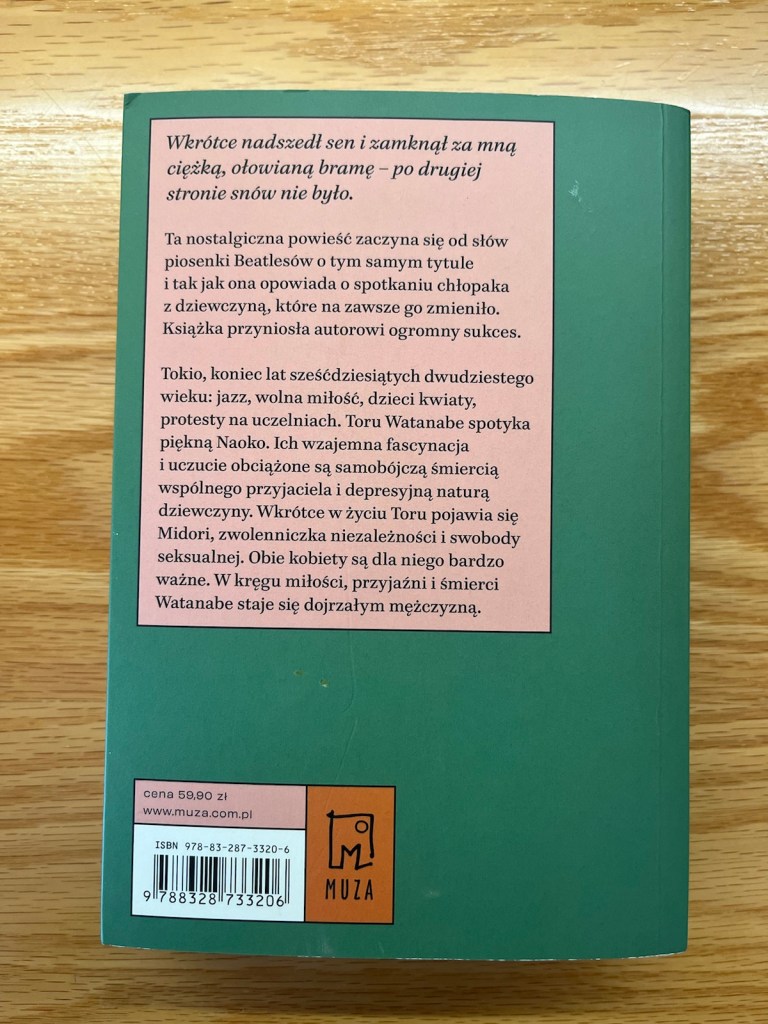 Wkrótce nadszedł sen i zamknął za mną
ciężką, ołowianą bramę – po drugiej
stronie snów nie było.
Ta nostalgiczna powieść zaczyna się od słów
piosenki Beatlesów o tym samym tytule
i tak jak ona opowiada o spotkaniu chłopaka
z dziewczyną, które na zawsze go zmieniło.
Książka przyniosła autorowi ogromny sukces.
Tokio, koniec lat sześćdziesiątych dwudziestego
wieku: jazz, wolna miłość, dzieci kwiaty,
protesty na uczelniach. Toru Watanabe spotyka
piękną Naoko. Ich wzajemna fascynacja
i uczucie obciążone są samobójczą śmiercią
wspólnego przyjaciela i depresyjną naturą
dziewczyny. Wkrótce w życiu Toru pojawia się
Midori, zwolenniczka niezależności i swobody
seksualnej. Obie kobiety są dla niego bardzo
ważne. W kręgu miłości, przyjaźni i śmierci
Watanabe staje się dojrzałym mężczyzną.
cena 59,90 zł
www.muza.com.pl
ISBN 978-83-287-3320-6
9 788328 733206
M
MUZA